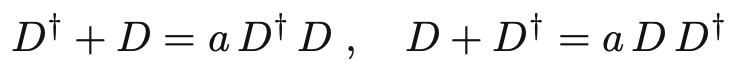 D† + D = a D† D ,    D + D† = a D D†